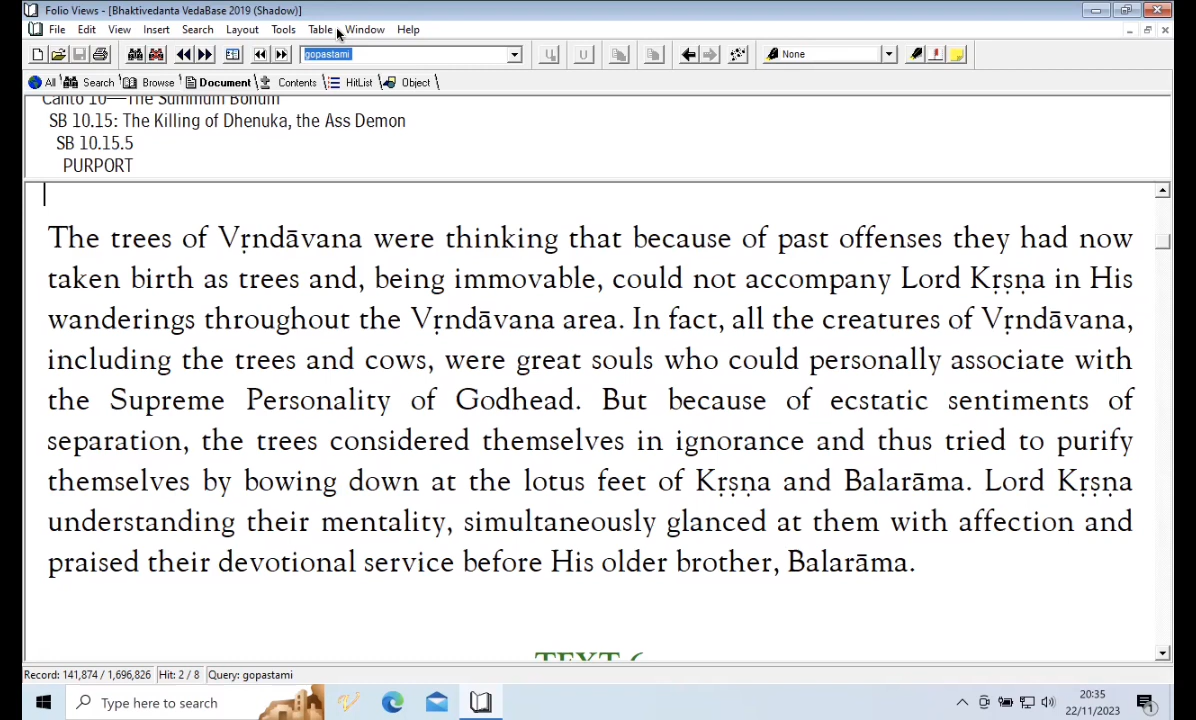 Folio Views - [Bhaktivedanta VedaBase 2019 (Shadow)]
File Edit View Insert Search Layout Tools Table Window Help
gopastami
None
All Search Browse Document Contents HitList Object
Canto 10—The Summum Bonum
SB 10.15: The Killing of Dhenuka, the Ass Demon
SB 10.15.5
PURPORT
The trees of Vṛndāvana were thinking that because of past offenses they had now
taken birth as trees and, being immovable, could not accompany Lord Kṛṣṇa in His
wanderings throughout the Vṛndāvana area. In fact, all the creatures of Vṛndāvana,
including the trees and cows, were great souls who could personally associate with
the Supreme Personality of Godhead. But because of ecstatic sentiments of
separation, the trees considered themselves in ignorance and thus tried to purify
themselves by bowing down at the lotus feet of Kṛṣṇa and Balarāma. Lord Kṛṣṇa
understanding their mentality, simultaneously glanced at them with affection and
praised their devotional service before His older brother, Balarāma.
TEXT 6
Record: 141,874 / 1,696,826 Hit: 2 / 8 Query: gopastami
Type here to search
20:35
22/11/2023